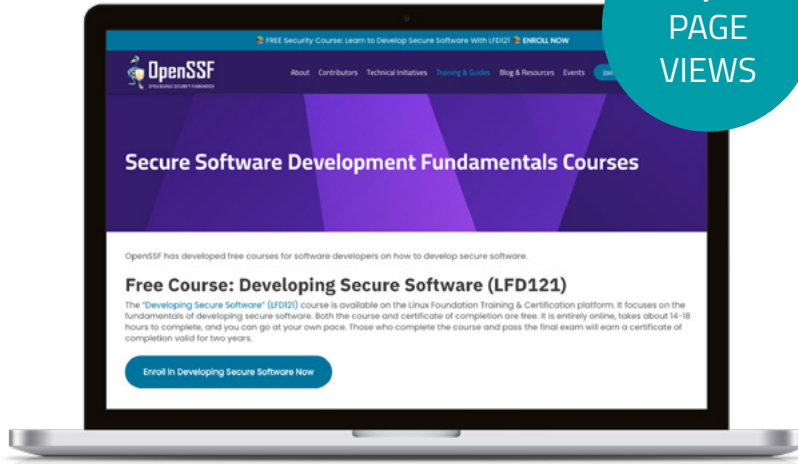 PAGE
VIEWS
FREE Security Course: Learn to Develop Secure Software With LFD121 ENROLL NOW
OpenSSF
OPEN SOURCE SECURITY FOUNDATION
About Contributors Technical Initiatives Training & Guides Blog & Resources Events Join
Secure Software Development Fundamentals Courses
OpenSSF has developed free courses for software developers on how to develop secure software.
Free Course: Developing Secure Software (LFD121)
The "Developing Secure Software" (LFD121) course is available on the Linux Foundation Training & Certification platform. It focuses on the
fundamentals of developing secure software. Both the course and certificate of completion are free. It is entirely online, takes about 14-18
hours to complete, and you can go at your own pace. Those who complete the course and pass the final exam will earn a certificate of
completion valid for two years.
Enroll in Developing Secure Software Now